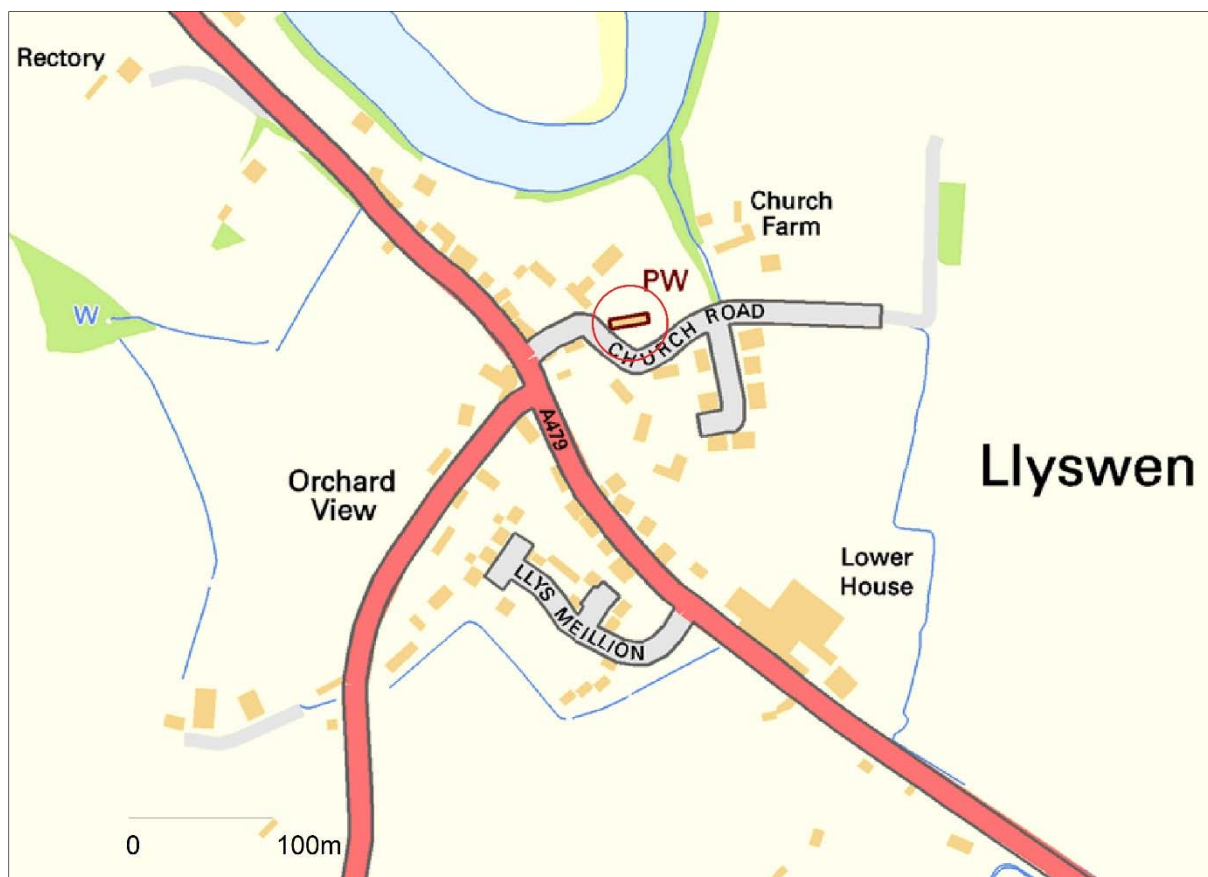 Rectory
Church
Farm
PW
CHURCH ROAD
W
A479
Llyswen
Orchard
View
Lower
House
LLYS MEILLION
0 100m